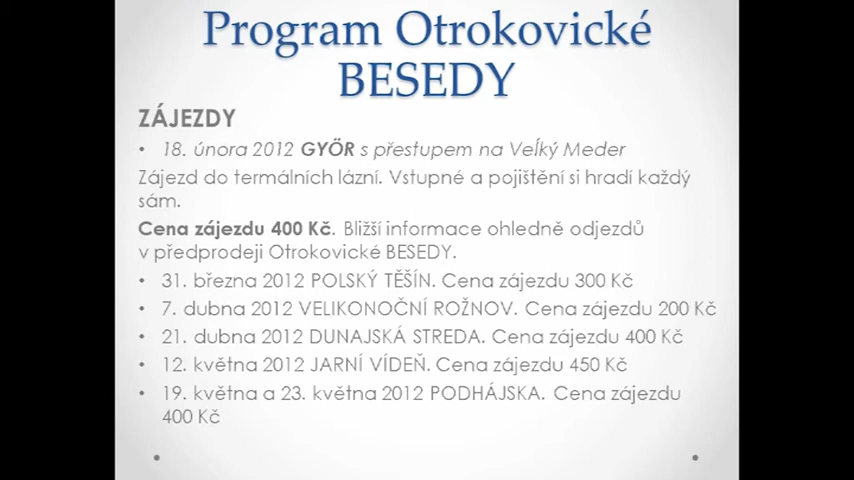 Program Otrokovické
BESEDY
ZÁJEZDY
• 18. února 2012 GYÖR s přestupem na Veĺký Meder
Zájezd do termálních lázní. Vstupné a pojištění si hradí každý
sám.
Cena zájezdu 400 Kč. Bližší informace ohledně odjezdů
v předprodeji Otrokovické BESEDY.
• 31. března 2012 POLSKÝ TĚŠÍN. Cena zájezdu 300 Kč
• 7. dubna 2012 VELIKONOČNÍ ROŽNOV. Cena zájezdu 200 Kč
• 21. dubna 2012 DUNAJSKÁ STREDA. Cena zájezdu 400 Kč
• 12. května 2012 JARNÍ VÍDEŇ. Cena zájezdu 450 Kč
• 19. května a 23. května 2012 PODHÁJSKA. Cena zájezdu
400 Kč